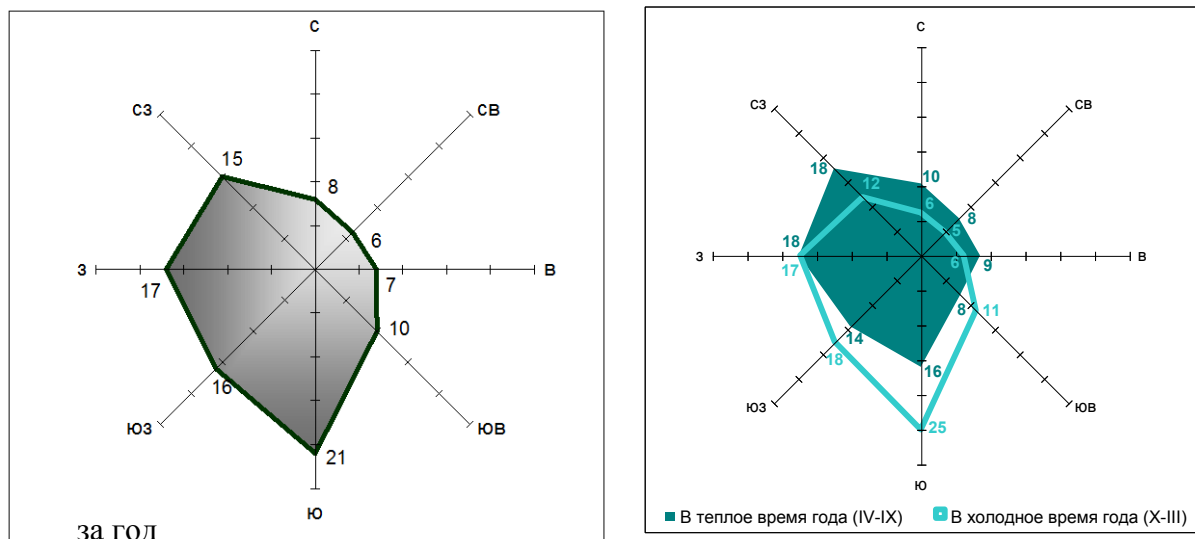 С
СЗ
СВ
15
8
6
З
В
17
7
10
16
ЮЗ
21
ЮВ
Ю
за год
С
СЗ
СВ
18
10
12
6
8
5
18
З
6
9
В
17
8
11
14
18
16
ЮЗ
ЮВ
25
Ю
В теплое время года (IV-IX)
В холодное время года (X-III)